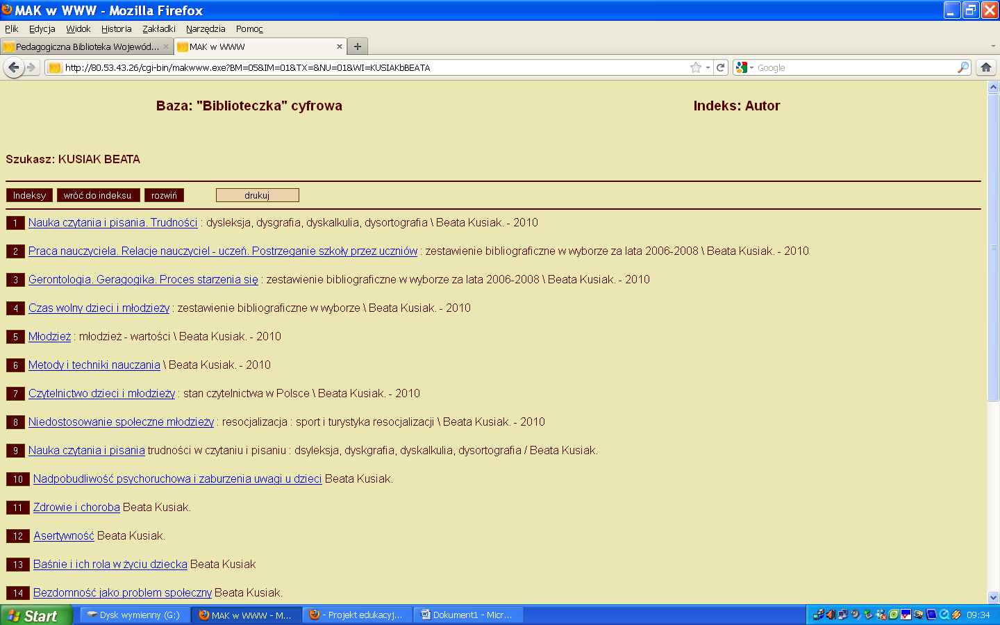 MAK w WWW - Mozilla Firefox
Plik Edycja Widok Historia Zakładki Narzędzia Pomoc
Pedagogiczna Biblioteka Wojewód... MAK w WWW
http://80.53.43.26/cgi-bin/makwww.exe?BM=05&IM=01&TX=&NU=01&WI=KUSIAKbBEATA Google
Baza: "Biblioteczka" cyfrowa Indeks: Autor
Szukasz: KUSIAK BEATA
Indeksy wróć do indeksu rozwiń drukuj
1 Nauka czytania i pisania. Trudności : dysleksja, dysgrafia, dyskalkulia, dysortografia \ Beata Kusiak. - 2010
2 Praca nauczyciela. Relacje nauczyciel - uczeń. Postrzeganie szkoły przez uczniów : zestawienie bibliograficzne w wyborze za lata 2006-2008 \ Beata Kusiak. - 2010
3 Gerontologia. Geragogika. Proces starzenia się : zestawienie bibliograficzne w wyborze za lata 2006-2008 \ Beata Kusiak. - 2010
4 Czas wolny dzieci i młodzieży : zestawienie bibliograficzne w wyborze \ Beata Kusiak. - 2010
5 Młodzież : młodzież - wartości \ Beata Kusiak. - 2010
6 Metody i techniki nauczania \ Beata Kusiak. - 2010
7 Czytelnictwo dzieci i młodzieży : stan czytelnictwa w Polsce \ Beata Kusiak. - 2010
8 Niedostosowanie społeczne młodzieży : resocjalizacja : sport i turystyka resocjalizacji \ Beata Kusiak. - 2010
9 Nauka czytania i pisania trudności w czytaniu i pisaniu : dsyleksja, dyskgrafia, dyskalkulia, dysortografia / Beata Kusiak.
10 Nadpobudliwość psychoruchowa i zaburzenia uwagi u dzieci Beata Kusiak.
11 Zdrowie i choroba Beata Kusiak.
12 Asertywność Beata Kusiak.
13 Baśnie i ich rola w życiu dziecka Beata Kusiak
14 Bezdomność jako problem społeczny Beata Kusiak.
Start Dysk wymienny (G:) MAK w WWW - M... - Projekt edukacyj... Dokument1 - Micr... 09:34